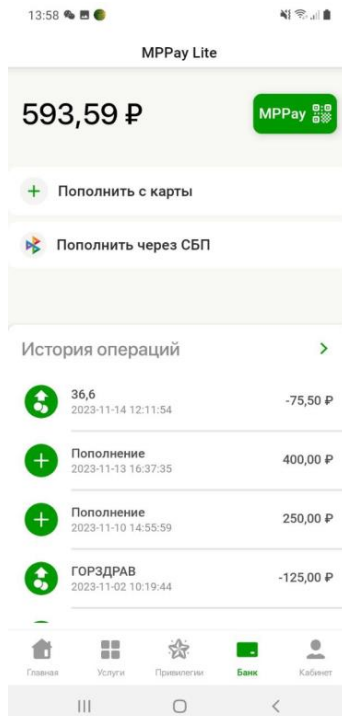 13:58
MPPay Lite
593,59 ₽
MPPay
Пополнить с карты
Пополнить через СБП
История операций
36,6
2023-11-14 12:11:54
-75,50 ₽
Пополнение
2023-11-13 16:37:35
400,00 ₽
Пополнение
2023-11-10 14:55:59
250,00 ₽
ГОРЗДРАВ
2023-11-02 10:19:44
-125,00 ₽
Главная
Услуги
Привилегии
Банк
Кабинет